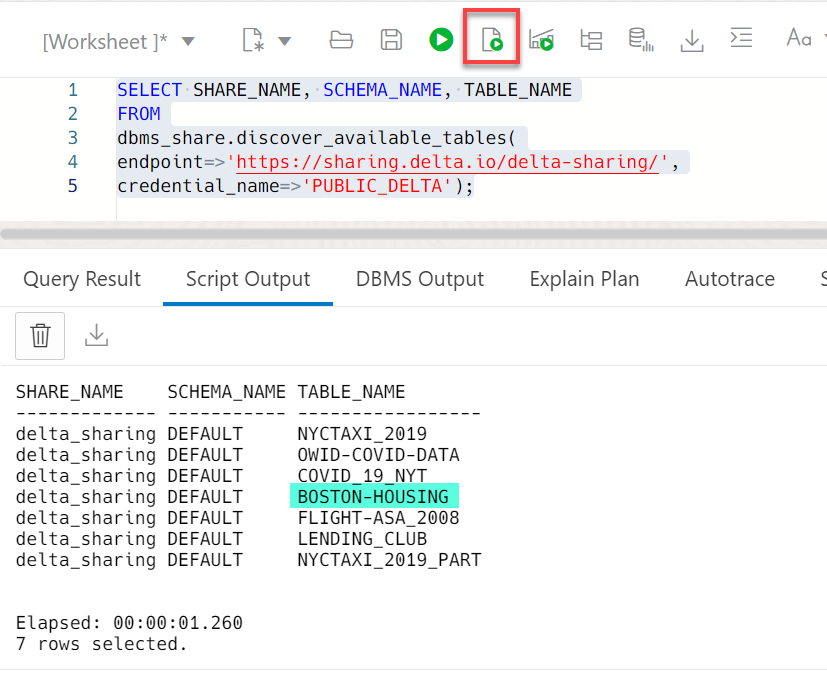 [Worksheet ]*
Aa
1 SELECT SHARE_NAME, SCHEMA_NAME, TABLE_NAME
2 FROM
3 dbms_share.discover_available_tables(
4 endpoint=>'https://sharing.delta.io/delta-sharing/',
5 credential_name=>'PUBLIC_DELTA');
Query Result Script Output DBMS Output Explain Plan Autotrace S
SHARE_NAME    SCHEMA_NAME TABLE_NAME
------------- ----------- -----------------
delta_sharing DEFAULT     NYCTAXI_2019
delta_sharing DEFAULT     OWID-COVID-DATA
delta_sharing DEFAULT     COVID_19_NYT
delta_sharing DEFAULT     BOSTON-HOUSING
delta_sharing DEFAULT     FLIGHT-ASA_2008
delta_sharing DEFAULT     LENDING_CLUB
delta_sharing DEFAULT     NYCTAXI_2019_PART
Elapsed: 00:00:01.260
7 rows selected.